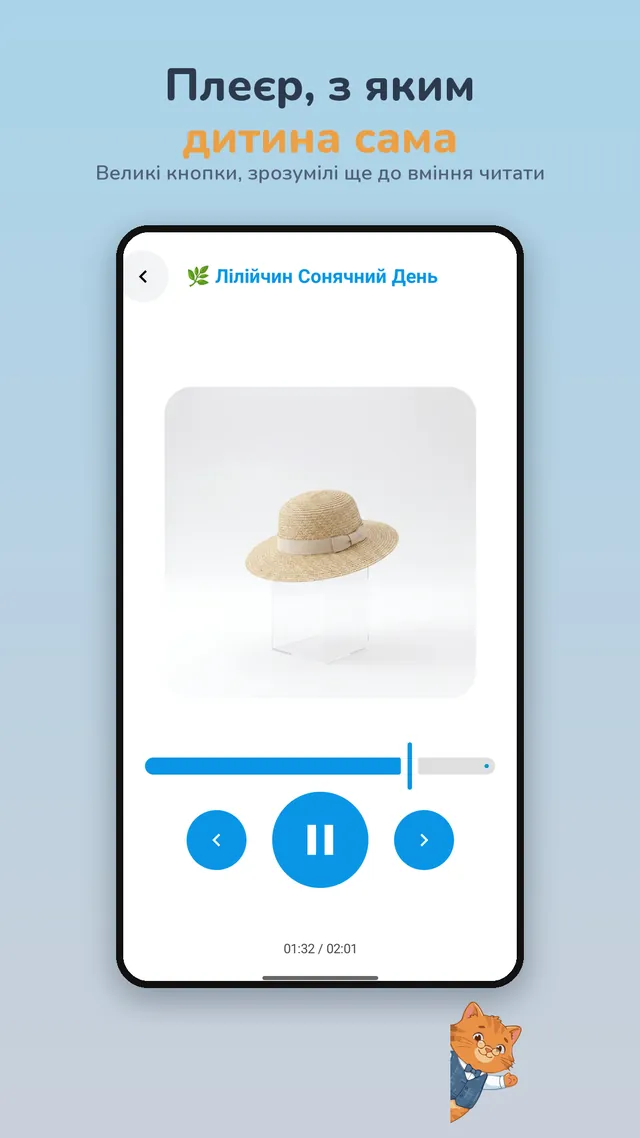 Плеєр, з яким
дитина сама
Великі кнопки, зрозумілі ще до вміння читати
🌿 Лілійчин Сонячний День
01:32 / 02:01